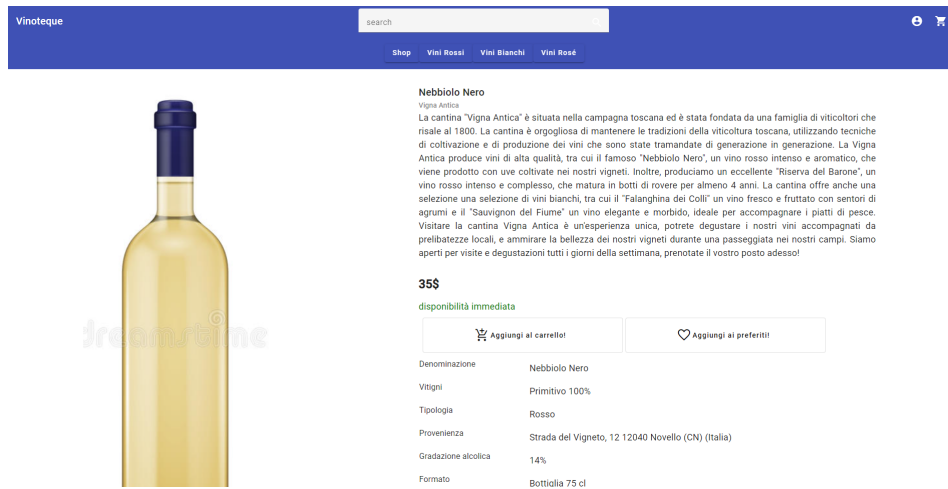 Vinoteque
search
Shop Vini Rossi Vini Bianchi Vini Rosé
Nebbiolo Nero
Vigna Antica
La cantina "Vigna Antica" è situata nella campagna toscana ed è stata fondata da una famiglia di viticoltori che
risale al 1800. La cantina è orgogliosa di mantenere le tradizioni della viticoltura toscana, utilizzando tecniche
di coltivazione e di produzione dei vini che sono state tramandate di generazione in generazione. La Vigna
Antica produce vini di alta qualità, tra cui il famoso "Nebbiolo Nero", un vino rosso intenso e aromatico, che
viene prodotto con uve coltivate nei nostri vigneti. Inoltre, produciamo un eccellente "Riserva del Barone", un
vino rosso intenso e complesso, che matura in botti di rovere per almeno 4 anni. La cantina offre anche una
selezione una selezione di vini bianchi, tra cui il "Falanghina dei Colli" un vino fresco e fruttato con sentori di
agrumi e il "Sauvignon del Fiume" un vino elegante e morbido, ideale per accompagnare i piatti di pesce.
Visitare la cantina Vigna Antica è un'esperienza unica, potrete degustare i nostri vini accompagnati da
prelibatezze locali, e ammirare la bellezza dei nostri vigneti durante una passeggiata nei nostri campi. Siamo
aperti per visite e degustazioni tutti i giorni della settimana, prenotate il vostro posto adesso!
35$
disponibilità immediata
Aggiungi al carrello! Aggiungi ai preferiti!
Denominazione Nebbiolo Nero
Vitigni Primitivo 100%
Tipologia Rosso
Provenienza Strada del Vigneto, 12 12040 Novello (CN) (Italia)
Gradazione alcolica 14%
Formato Bottiglia 75 cl
dreamstime